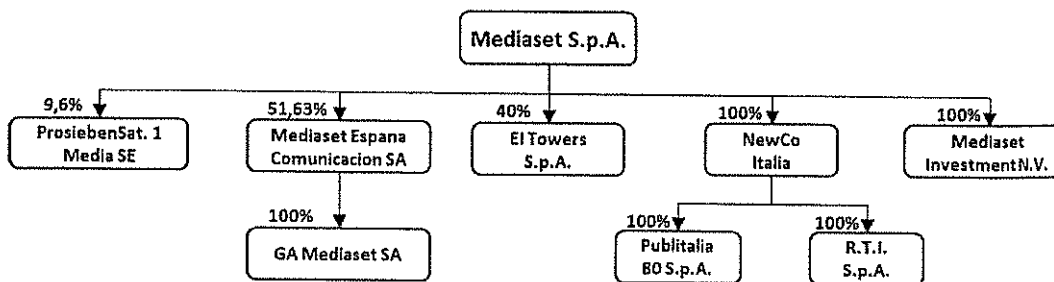 Mediaset S.p.A.
9,6%
51,63%
40%
100%
100%
ProsiebenSat. 1
Media SE
Mediaset Espana
Comunicacion SA
EI Towers
S.p.A.
NewCo
Italia
Mediaset
Investment N.V.
100%
100%
100%
GA Mediaset SA
Publitalia
80 S.p.A.
R.T.I.
S.p.A.